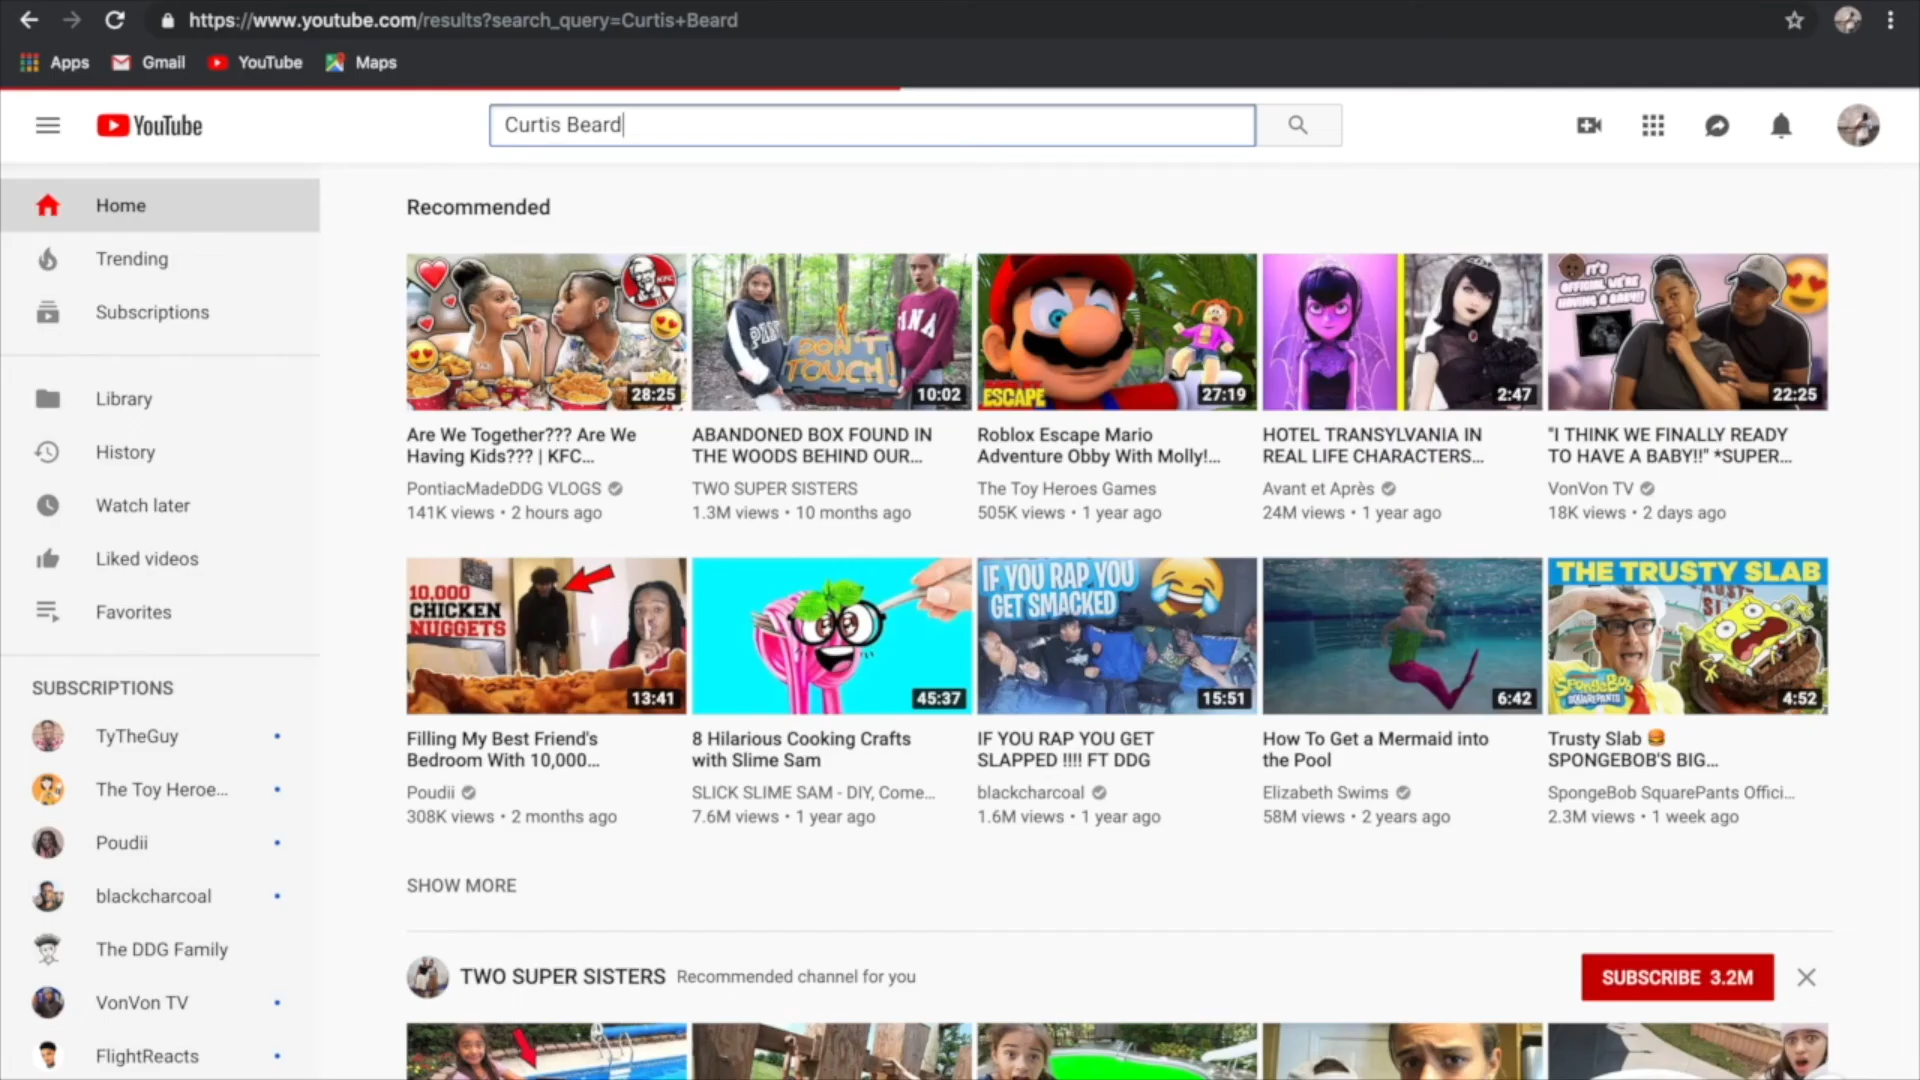 https://www.youtube.com/results?search_query=Curtis+Beard
Apps Gmail YouTube Maps
YouTube
Curtis Beard
Home
Trending
Subscriptions
Library
History
Watch later
Liked videos
Favorites
SUBSCRIPTIONS
TyTheGuy
The Toy Heroe...
Poudii
blackcharcoal
The DDG Family
VonVon TV
FlightReacts
Recommended
KFC
28:25
DON'T
TOUCH!
10:02
ESCAPE
27:19
2:47
IT'S
OFFICIAL WE'RE
HAVING A BABY!!
22:25
Are We Together??? Are We
Having Kids??? | KFC...
PontiacMadeDDG VLOGS
141K views • 2 hours ago
ABANDONED BOX FOUND IN
THE WOODS BEHIND OUR...
TWO SUPER SISTERS
1.3M views • 10 months ago
Roblox Escape Mario
Adventure Obby With Molly!...
The Toy Heroes Games
505K views • 1 year ago
HOTEL TRANSYLVANIA IN
REAL LIFE CHARACTERS...
Avant et Après
24M views • 1 year ago
"I THINK WE FINALLY READY
TO HAVE A BABY!!" *SUPER...
VonVon TV
18K views • 2 days ago
10,000
CHICKEN
NUGGETS
13:41
45:37
IF YOU RAP YOU
GET SMACKED
15:51
6:42
THE TRUSTY SLAB
SpongeBob
SQUAREPANTS
4:52
Filling My Best Friend's
Bedroom With 10,000...
Poudii
308K views • 2 months ago
8 Hilarious Cooking Crafts
with Slime Sam
SLICK SLIME SAM - DIY, Come...
7.6M views • 1 year ago
IF YOU RAP YOU GET
SLAPPED !!!! FT DDG
blackcharcoal
1.6M views • 1 year ago
How To Get a Mermaid into
the Pool
Elizabeth Swims
58M views • 2 years ago
Trusty Slab 🍔
SPONGEBOB'S BIG...
SpongeBob SquarePants Offici...
2.3M views • 1 week ago
SHOW MORE
TWO SUPER SISTERS Recommended channel for you
SUBSCRIBE 3.2M